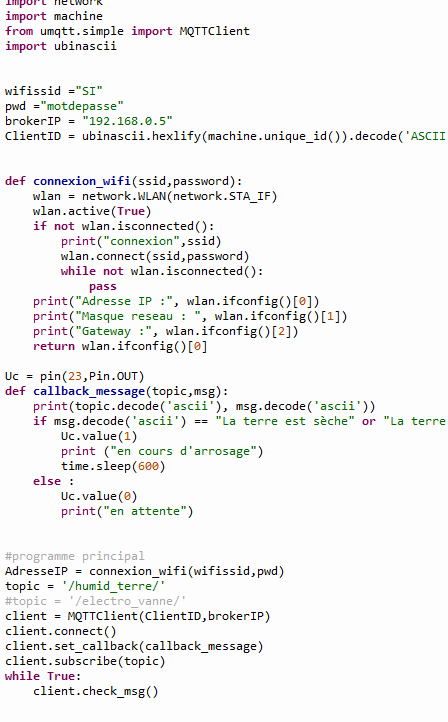 import network
import machine
from umqtt.simple import MQTTClient
import ubinascii
wifissid ="SI"
pwd ="motdepasse"
brokerIP = "192.168.0.5"
ClientID = ubinascii.hexlify(machine.unique_id()).decode('ASCII
def connexion_wifi(ssid,password):
    wlan = network.WLAN(network.STA_IF)
    wlan.active(True)
    if not wlan.isconnected():
        print("connexion",ssid)
        wlan.connect(ssid,password)
        while not wlan.isconnected():
            pass
    print("Adresse IP :", wlan.ifconfig()[0])
    print("Masque reseau : ", wlan.ifconfig()[1])
    print("Gateway :", wlan.ifconfig()[2])
    return wlan.ifconfig()[0]
Uc = pin(23,Pin.OUT)
def callback_message(topic,msg):
    print(topic.decode('ascii'), msg.decode('ascii'))
    if msg.decode('ascii') == "La terre est sèche" or "La terre
        Uc.value(1)
        print ("en cours d'arrosage")
        time.sleep(600)
    else :
        Uc.value(0)
        print("en attente")
#programme principal
AdresseIP = connexion_wifi(wifissid,pwd)
topic = '/humid_terre/'
#topic = '/electro_vanne/'
client = MQTTClient(ClientID,brokerIP)
client.connect()
client.set_callback(callback_message)
client.subscribe(topic)
while True:
    client.check_msg()